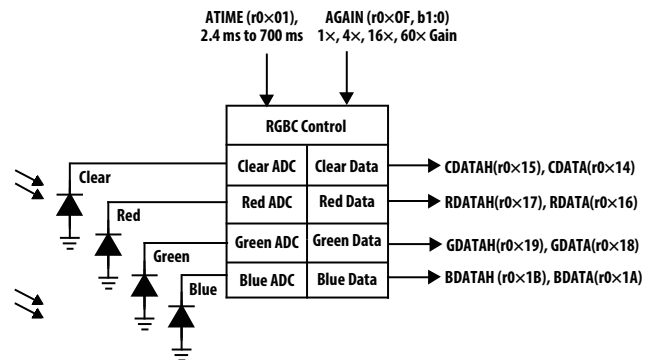 ATIME (r0×01),
2.4 ms to 700 ms
AGAIN (r0×0F, b1:0)
1×, 4×, 16×, 60× Gain
RGBC Control
Clear
Clear ADC
Clear Data
CDATAH(r0×15), CDATA(r0×14)
Red
Red ADC
Red Data
RDATAH(r0×17), RDATA(r0×16)
Green
Green ADC
Green Data
GDATAH(r0×19), GDATA(r0×18)
Blue
Blue ADC
Blue Data
BDATAH (r0×1B), BDATA(r0×1A)